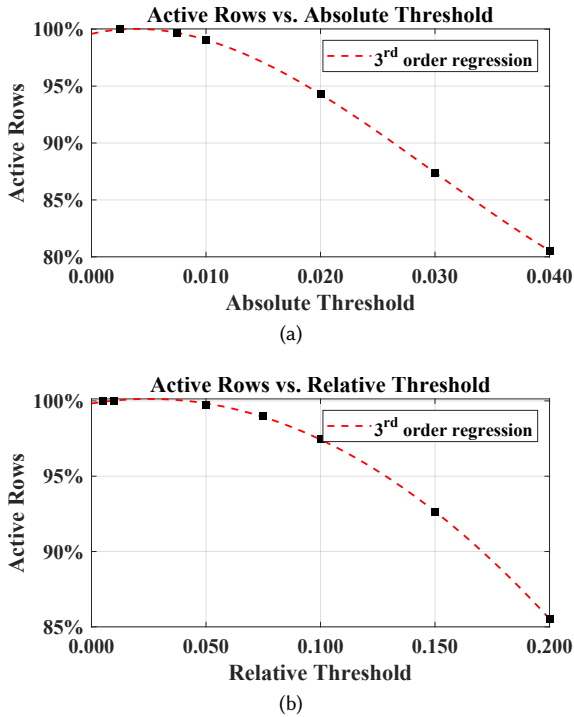 Active Rows vs. Absolute Threshold
100%
95%
90%
85%
80%
Active Rows
3rd order regression
0.000 0.010 0.020 0.030 0.040
Absolute Threshold
(a)
Active Rows vs. Relative Threshold
100%
95%
90%
85%
Active Rows
3rd order regression
0.000 0.050 0.100 0.150 0.200
Relative Threshold
(b)